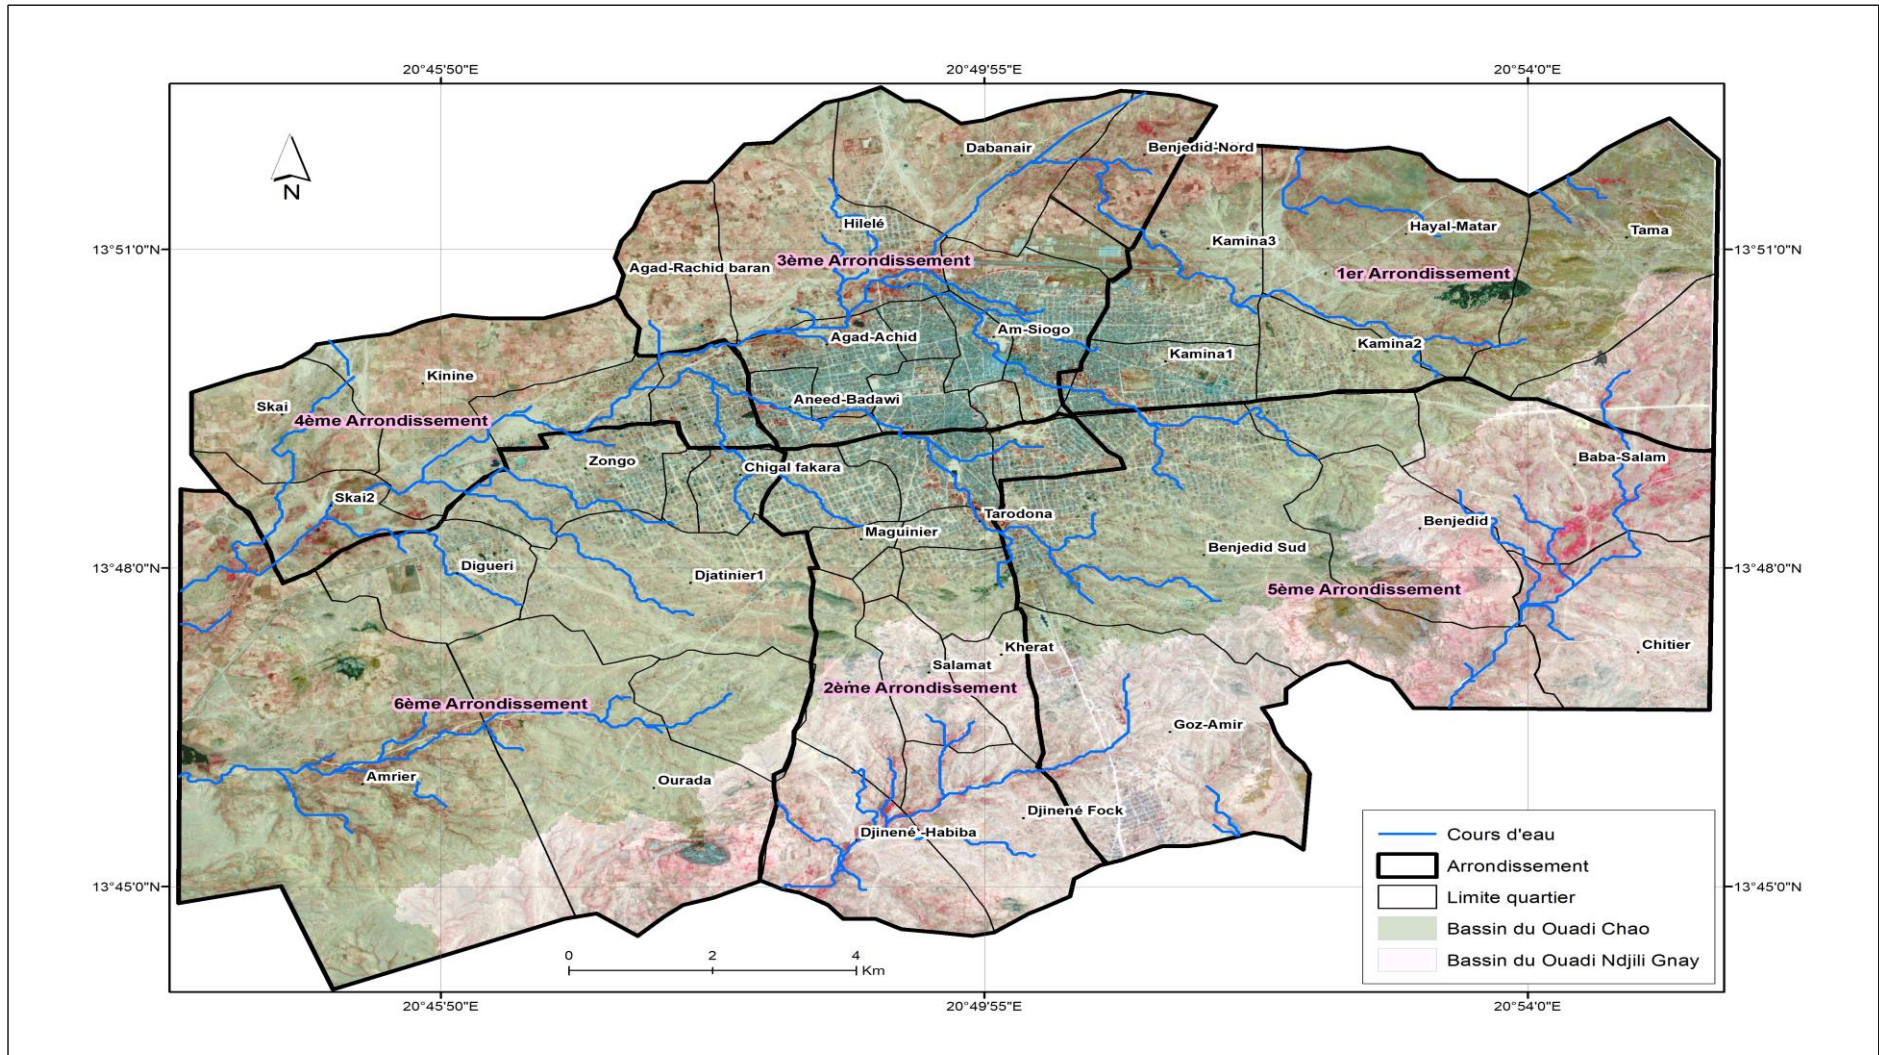 20°45'50"E
20°49'55"E
20°54'0"E
N
Dabanair
Benjedid-Nord
Hilelé
Hayal-Matar
Tama
13°51'0"N
Kamina3
13°51'0"N
Agad-Rachid baran
3ème Arrondissement
1er Arrondissement
Agad-Achid
Am-Siogo
Kamina1
Kamina2
Kinine
Skai
Aneed-Badawi
4ème Arrondissement
Zongo
Chigal fakara
Baba-Salam
Skai2
Tarodona
Benjedid
Maguinier
Benjedid Sud
13°48'0"N
Digueri
Djatinier1
13°48'0"N
5ème Arrondissement
Kherat
Chitier
Salamat
2ème Arrondissement
6ème Arrondissement
Goz-Amir
Amrier
Ourada
Djinené Fock
Djinené -Habiba
13°45'0"N
13°45'0"N
Cours d'eau
Arrondissement
Limite quartier
Bassin du Ouadi Chao
Bassin du Ouadi Ndjili Gnay
0 2 4
Km
20°45'50"E
20°49'55"E
20°54'0"E